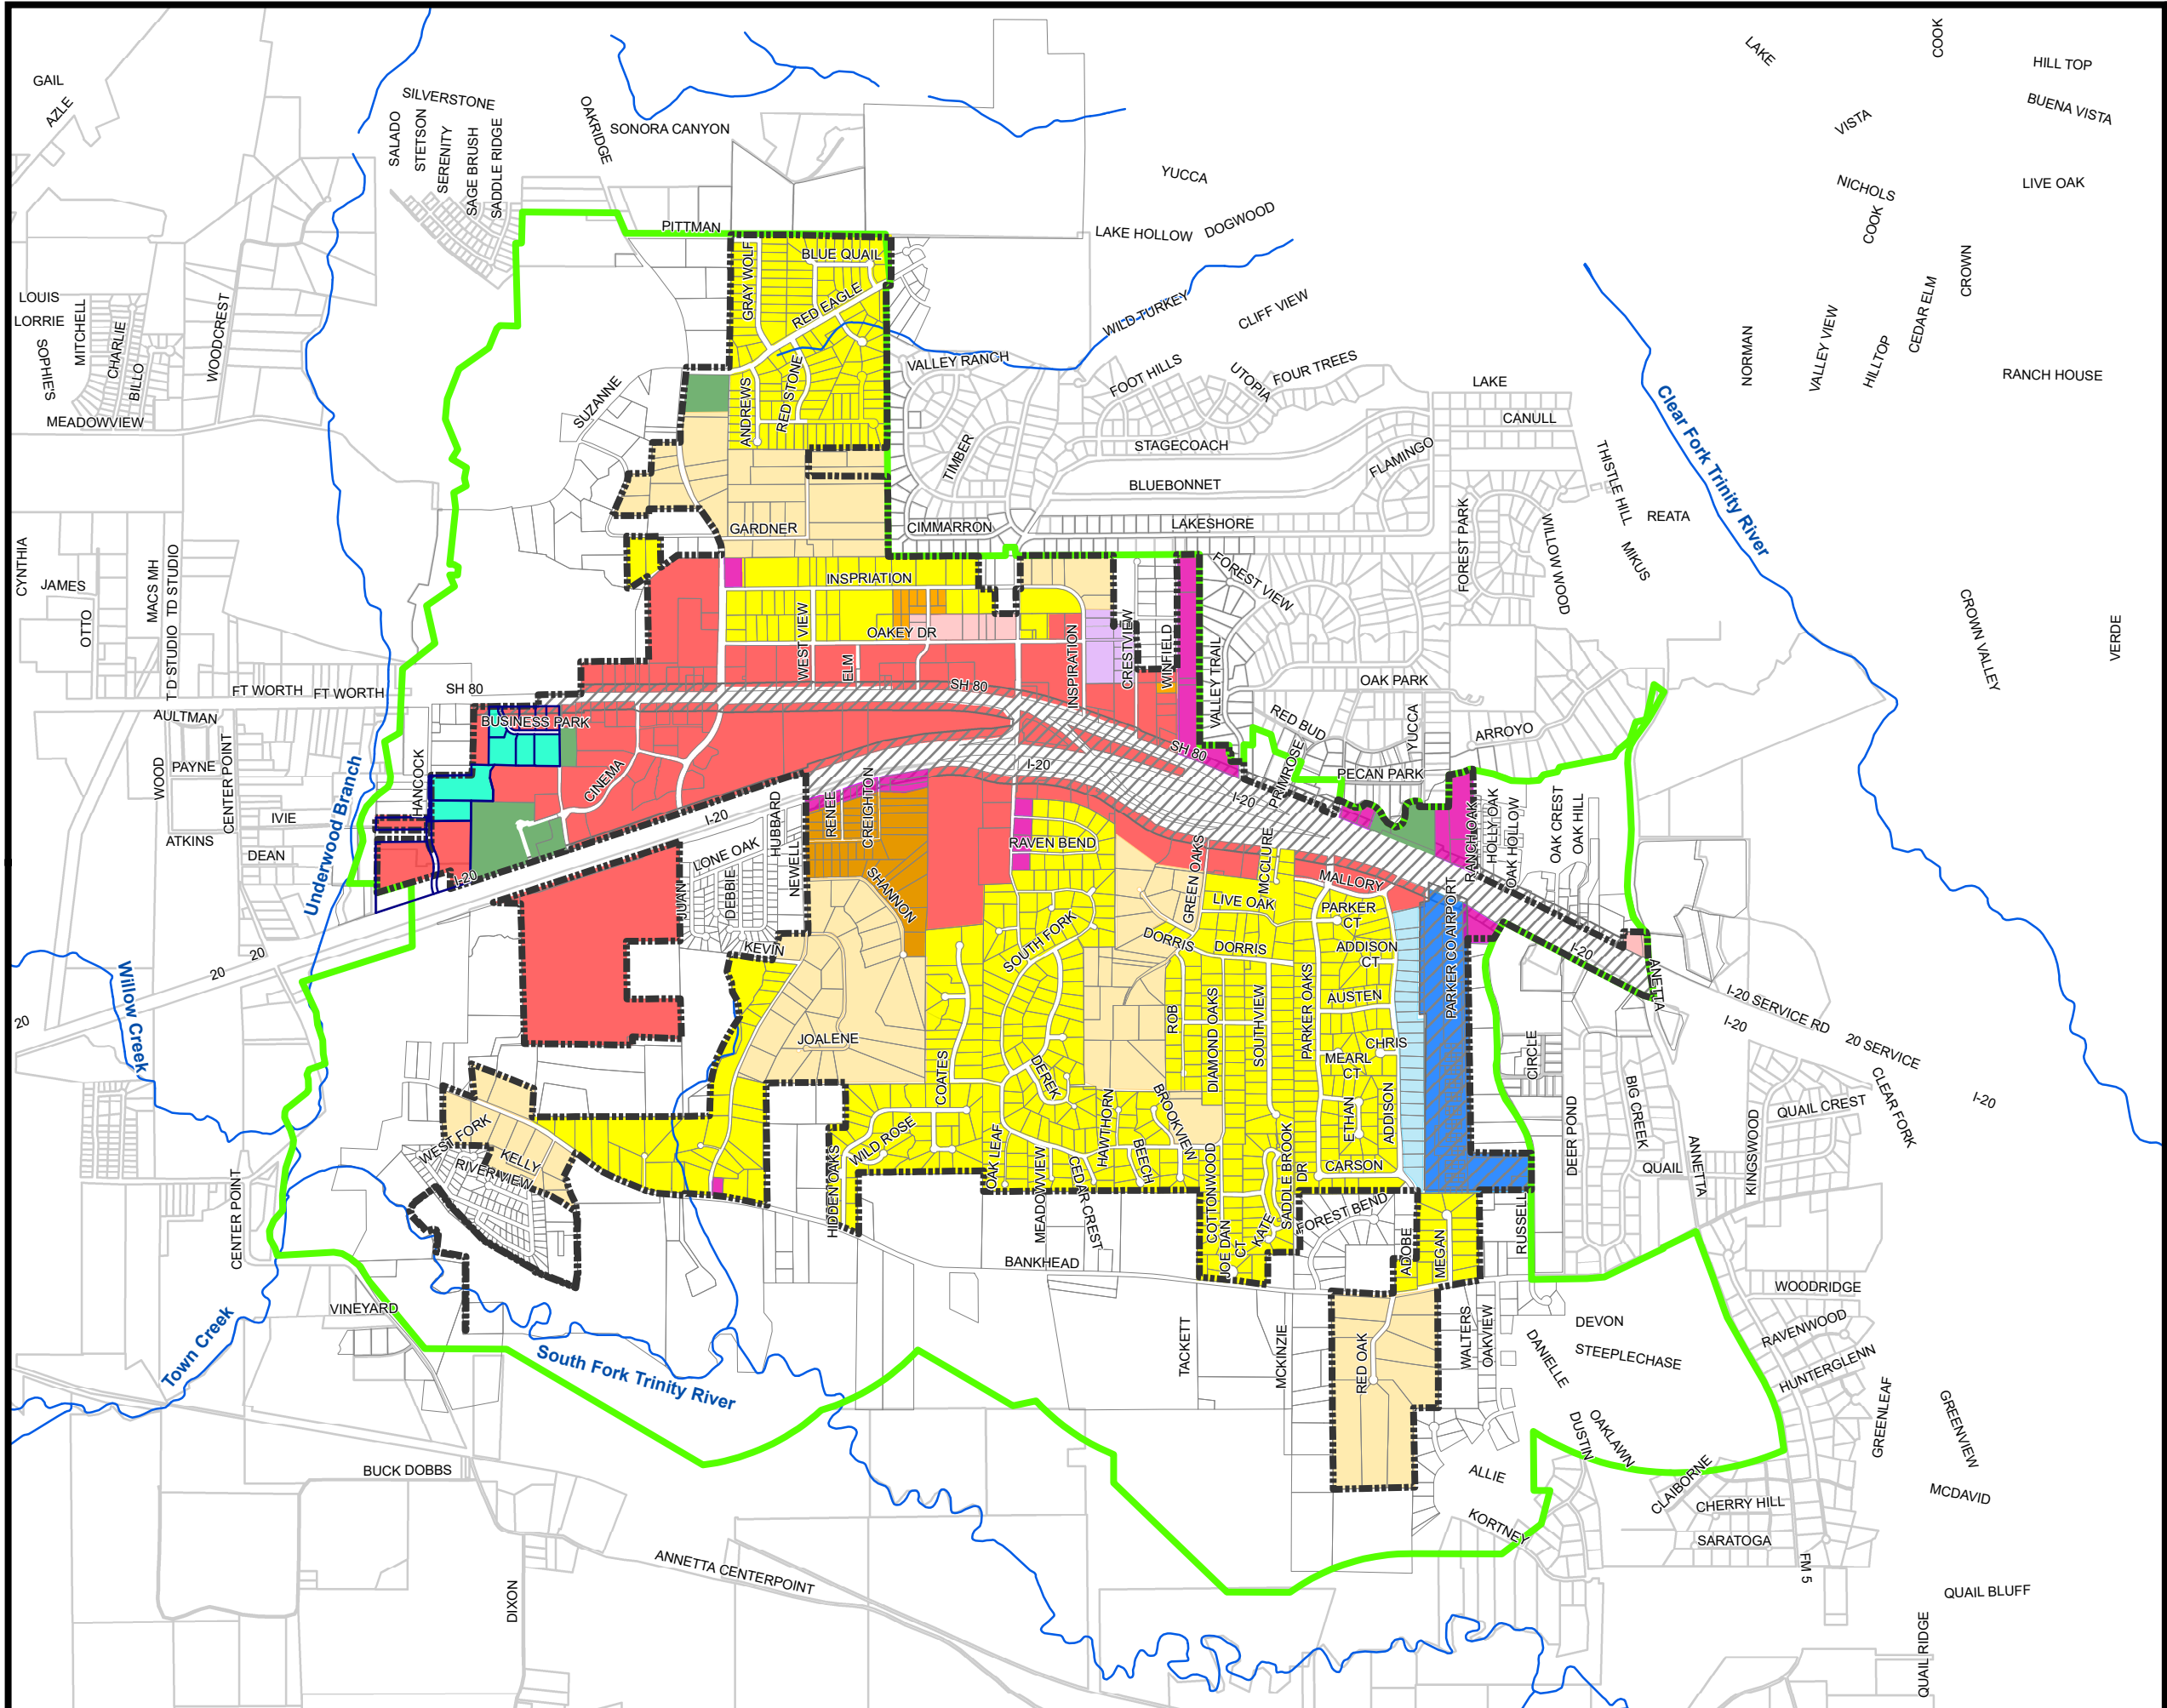 COOK
LAKE
HILL TOP
GAIL
AZLE
SILVERSTONE
BUENA VISTA
SALADO
STETSON
SERENITY
SAGE BRUSH
SADDLE RIDGE
OAKRIDGE
SONORA CANYON
VISTA
YUCCA
NICHOLS
LIVE OAK
COOK
PITTMAN
LAKE HOLLOW
DOGWOOD
BLUE QUAIL
GRAY WOLF
RED EAGLE
CROWN
LOUIS
LORRIE
MITCHELL
CHARLIE
SOPHIE'S
BILLO
WOODCREST
WILD TURKEY
CLIFF VIEW
CEDAR ELM
NORMAN
VALLEY VIEW
HILLTOP
VALLEY RANCH
FOOT HILLS
UTOPIA
FOUR TREES
LAKE
RANCH HOUSE
SUZANNE
ANDREWS
RED STONE
MEADOWVIEW
CANULL
Clear Fork Trinity River
TIMBER
STAGECOACH
FLAMINGO
THISTLE HILL
BLUEBONNET
GARDNER
CIMMARRON
LAKESHORE
FOREST PARK
WILLOW WOOD
REATA
MIKUS
CYNTHIA
JAMES
OTTO
MACS MH
TD STUDIO
T D STUDIO
INSPRIATION
FOREST VIEW
CROWN VALLEY
VERDE
WEST VIEW
OAKEY DR
ELM
INSPIRATION
CRESTVIEW
WINFIELD
VALLEY TRAIL
FT WORTH
FT WORTH
SH 80
SH 80
OAK PARK
AULTMAN
BUSINESS PARK
RED BUD
YUCCA
ARROYO
WOOD
PAYNE
CENTER POINT
HANCOCK
CINEMA
SH 80
I-20
PRIMROSE
PECAN PARK
Underwood Branch
IVIE
ATKINS
DEAN
I-20
I-20
HUBBARD
RENEE
CREIGHTON
I-20
RANCH OAK
HOLLY OAK
OAK HOLLOW
OAK CREST
OAK HILL
LONE OAK
NEWELL
JUAN
DEBBIE
SHANNON
RAVEN BEND
GREEN OAKS
MCCLURE
MALLORY
LIVE OAK
PARKER
CT
PARKER CO AIRPORT
KEVIN
SOUTH FORK
DORRIS
DORRIS
ADDISON
CT
I-20
ANNETTA
Willow Creek
20
20
20
AUSTEN
I-20 SERVICE RD
I-20
20 SERVICE
JOALENE
ROB
DIAMOND OAKS
SOUTHVIEW
PARKER OAKS
CHRIS
MEARL
CT
CIRCLE
COATES
DEREK
HAWTHORN
BROOKVIEW
ETHAN
ADDISON
BIG CREEK
DEER POND
QUAIL CREST
CLEAR FORK
I-20
KINGSWOOD
WEST FORK
KELLY
RIVERVIEW
WILD ROSE
HIDDEN OAKS
OAK LEAF
MEADOWVIEW
CEDAR CREST
BEECH
COTTONWOOD
SADDLE BROOK
DR
CARSON
QUAIL
ANNETTA
CENTER POINT
FOREST BEND
JOE DAN
CT
KATE
ADOBE
MEGAN
RUSSELL
BANKHEAD
WOODRIDGE
VINEYARD
Town Creek
South Fork Trinity River
TACKETT
MCKINZIE
RED OAK
WALTERS
OAKVIEW
DANIELLE
DEVON
STEEPLECHASE
RAVENWOOD
HUNTERGLENN
GREENLEAF
GREENVIEW
DUSTIN
OAKLAWN
BUCK DOBBS
ALLIE
CLAIBORNE
CHERRY HILL
MCDAVID
KORTNEY
SARATOGA
FM 5
ANNETTA CENTERPOINT
DIXON
QUAIL BLUFF
QUAIL RIDGE